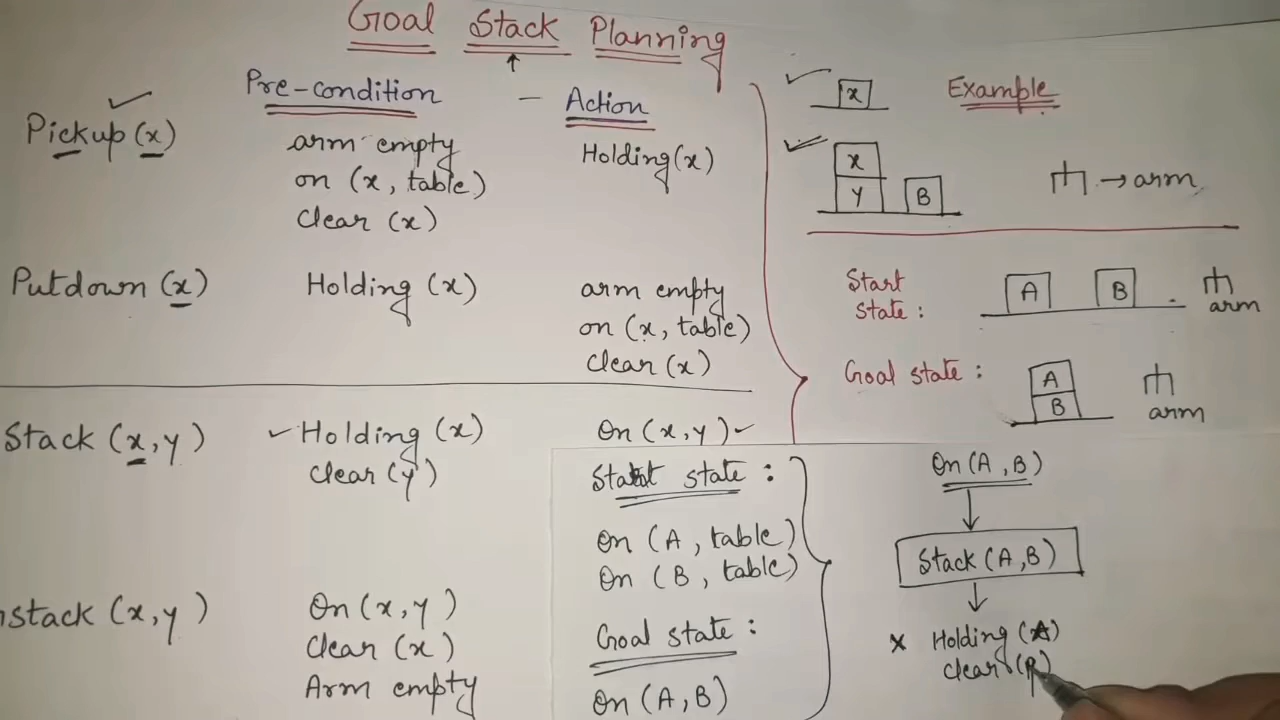 Goal Stack Planning
Pre-condition - Action
Pickup (x) arm empty Holding (x)
on (x, table)
clear (x)
Putdown (x) Holding (x) arm empty
on (x, table)
clear (x)
Stack (x,y) Holding (x) On (x,y)
clear (y)
nstack (x,y) On (x,y)
clear (x)
Arm empty
Example
x
x
y B
→ arm
Start state: A B arm
Goal state: A
B arm
state :
On (A, table)
On (B, table)
Goal state :
On (A,B)
On (A,B)
Stack (A,B)
x Holding (A)
clear (B)